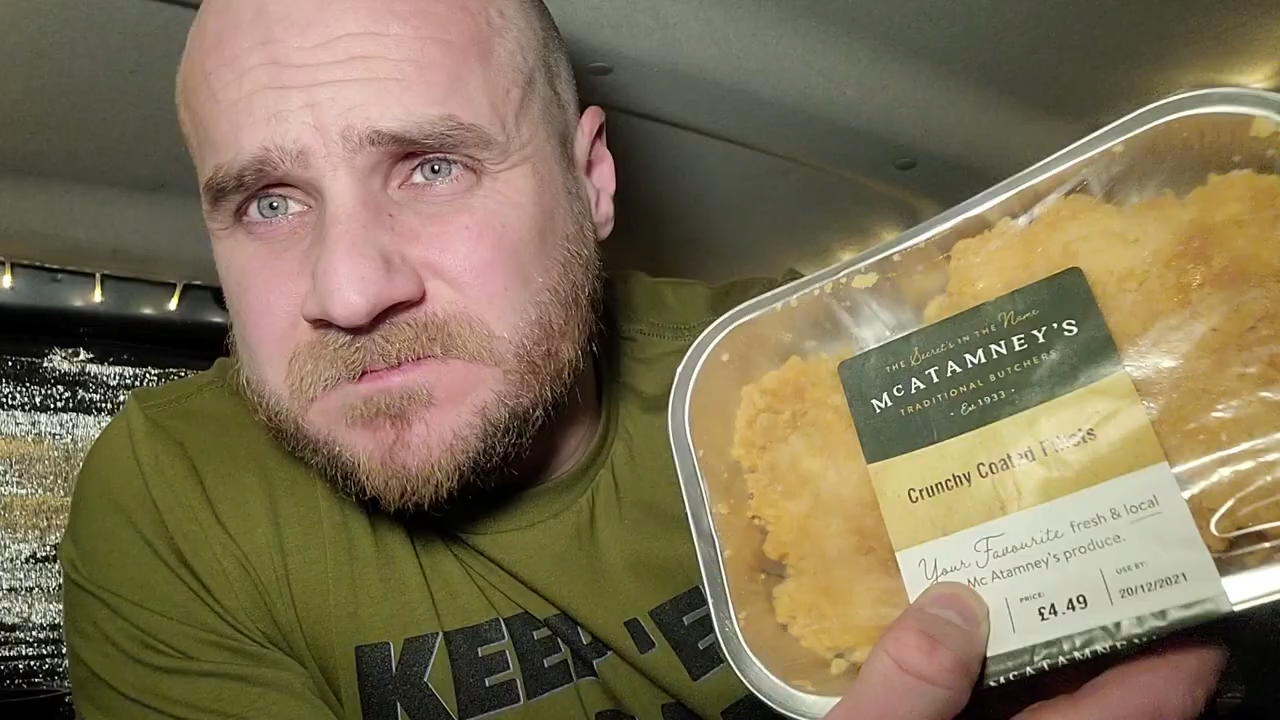 THE Secret's IN THE Name
MCATAMNEY'S
TRADITIONAL BUTCHERS
· Est 1933 ·
Crunchy Coated Fillets
Your Favourite fresh & local
Mc Atamney's produce.
PRICE:
£4.49
USE BY:
20/12/2021
KEEP'E